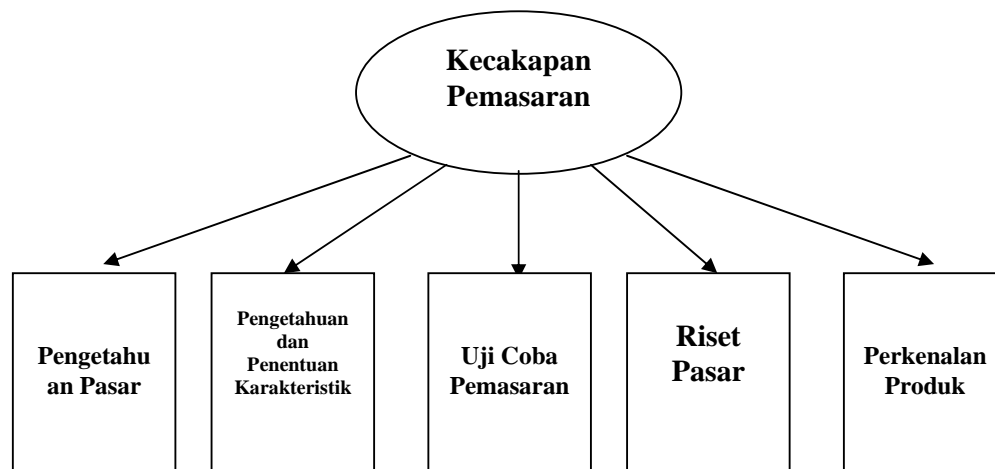 Kecakapan
Pemasaran
Pengetahu
an Pasar
Pengetahuan
dan
Penentuan
Karakteristik
Uji Coba
Pemasaran
Riset
Pasar
Perkenalan
Produk